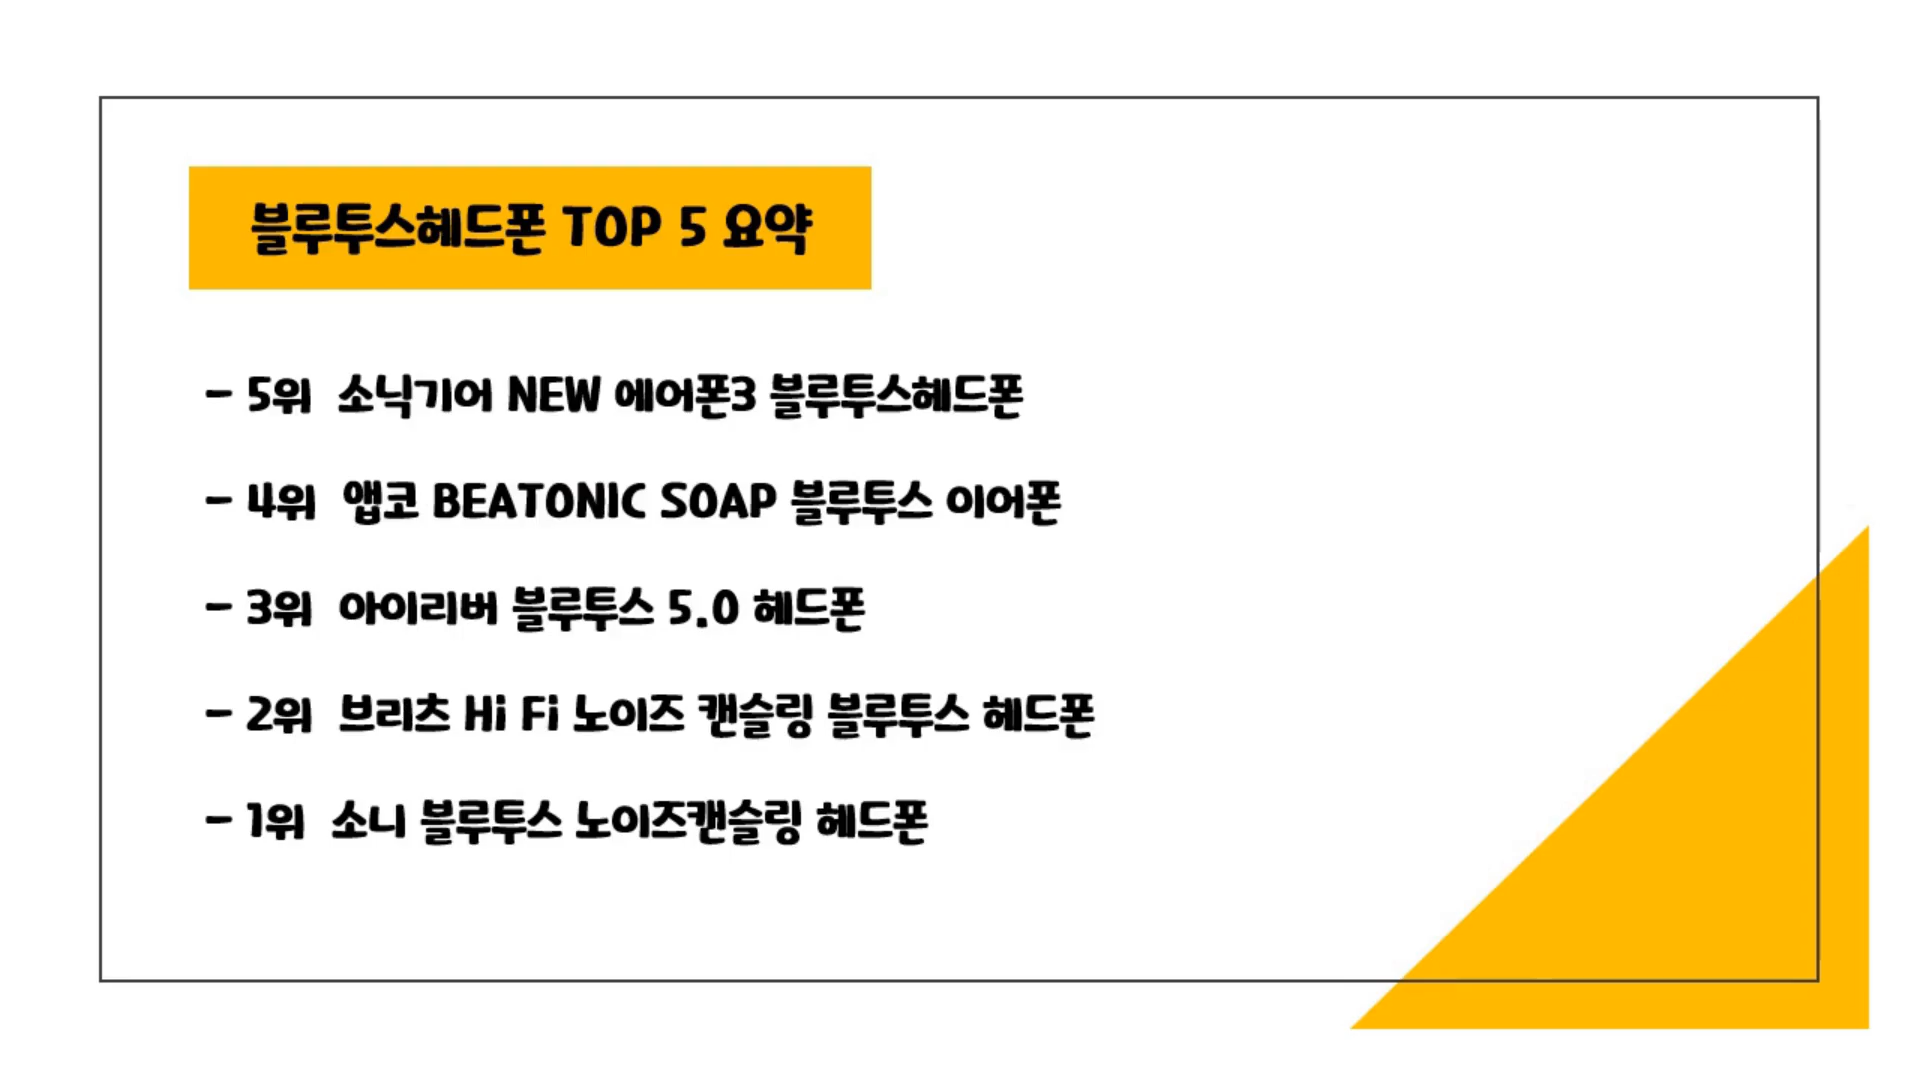 블루투스헤드폰 TOP 5 요약
- 5위 소닉기어 NEW 에어폰3 블루투스헤드폰
- 4위 앱코 BEATONIC SOAP 블루투스 이어폰
- 3위 아이리버 블루투스 5.0 헤드폰
- 2위 브리츠 Hi Fi 노이즈 캔슬링 블루투스 헤드폰
- 1위 소니 블루투스 노이즈캔슬링 헤드폰